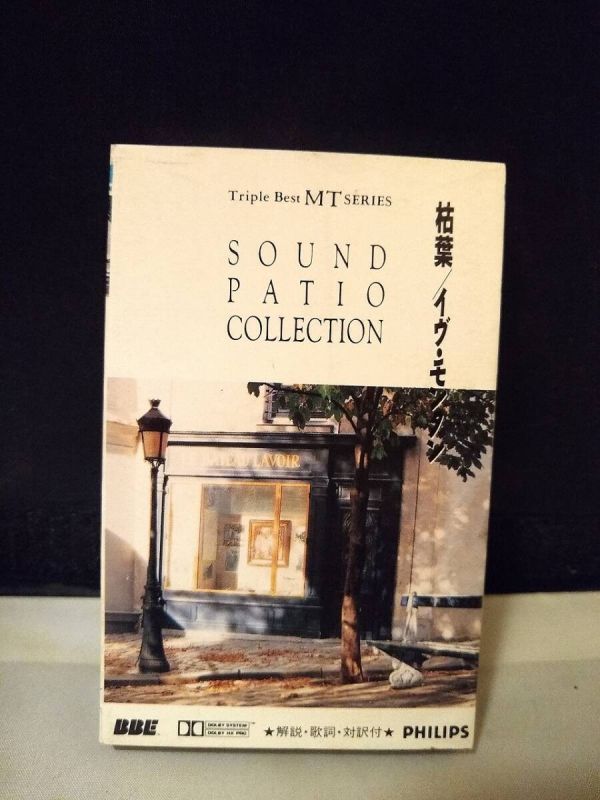 Triple Best MT SERIES
SOUND
PATIO
COLLECTION
枯葉/イヴ・モンタン
LAVOIR
BBE
DOLBY SYSTEM
DOLBY HX PRO
★解説・歌詞・対訳付★
PHILIPS